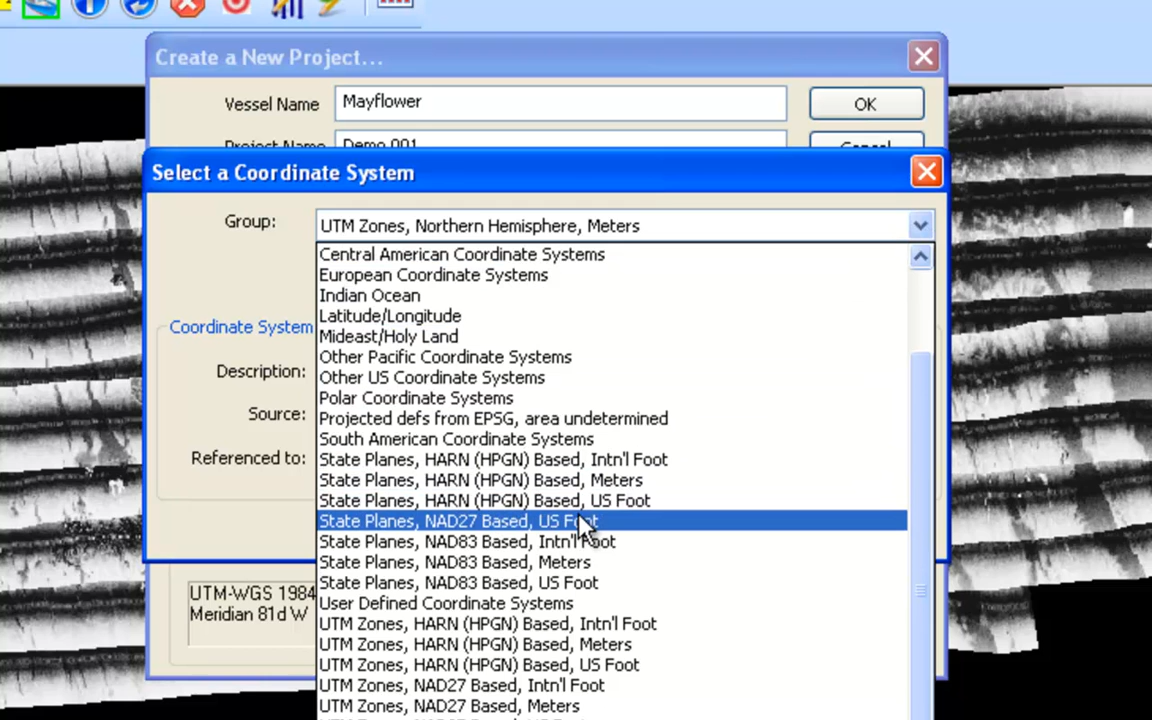 Create a New Project...
Vessel Name
Mayflower
OK
Project Name
Demo 001
Cancel
Select a Coordinate System
Group:
UTM Zones, Northern Hemisphere, Meters
Central American Coordinate Systems
European Coordinate Systems
Indian Ocean
Latitude/Longitude
Coordinate System
Mideast/Holy Land
Other Pacific Coordinate Systems
Description:
Other US Coordinate Systems
Polar Coordinate Systems
Source:
Projected defs from EPSG, area undetermined
South American Coordinate Systems
Referenced to:
State Planes, HARN (HPGN) Based, Intn'l Foot
State Planes, HARN (HPGN) Based, Meters
State Planes, HARN (HPGN) Based, US Foot
State Planes, NAD27 Based, US Foot
State Planes, NAD83 Based, Intn'l Foot
State Planes, NAD83 Based, Meters
State Planes, NAD83 Based, US Foot
UTM-WGS 1984
Meridian 81d W
User Defined Coordinate Systems
UTM Zones, HARN (HPGN) Based, Intn'l Foot
UTM Zones, HARN (HPGN) Based, Meters
UTM Zones, HARN (HPGN) Based, US Foot
UTM Zones, NAD27 Based, Intn'l Foot
UTM Zones, NAD27 Based, Meters